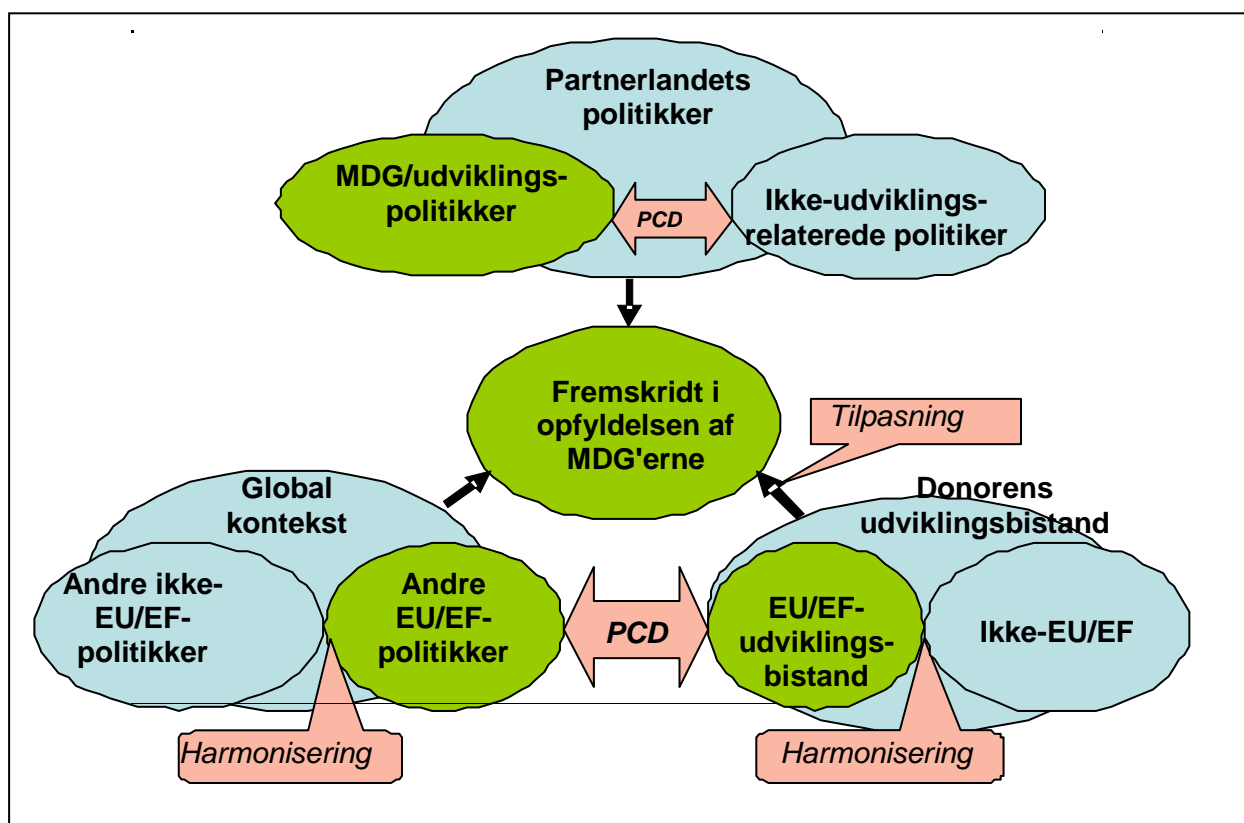 Partnerlandets
politikker
MDG/udviklings-
politikker
PCD
Ikke-udviklings-
relaterede politiker
Fremskridt i
opfyldelsen af
MDG'erne
Tilpasning
Global
kontekst
Andre ikke-
EU/EF-
politikker
Andre
EU/EF-
politikker
PCD
Donorens
udviklingsbistand
EU/EF-
udviklings-
bistand
Ikke-EU/EF
Harmonisering
Harmonisering